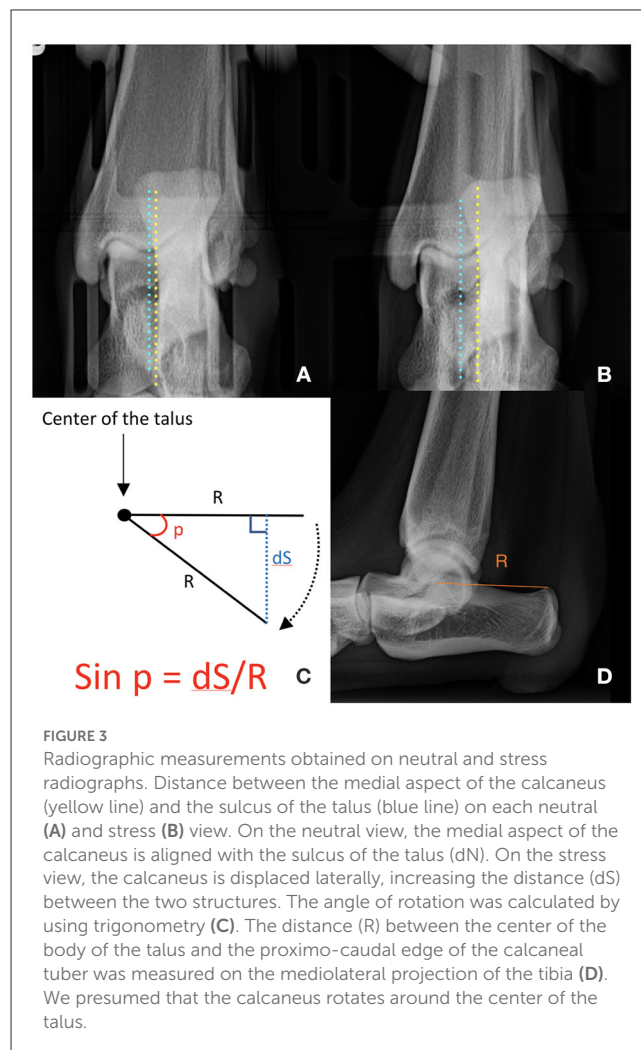 A
B
Center of the talus
R
p
R
dS
Sin p = dS/R
C
R
D
FIGURE 3
Radiographic measurements obtained on neutral and stress
radiographs. Distance between the medial aspect of the calcaneus
(yellow line) and the sulcus of the talus (blue line) on each neutral
(A) and stress (B) view. On the neutral view, the medial aspect of the
calcaneus is aligned with the sulcus of the talus (dN). On the stress
view, the calcaneus is displaced laterally, increasing the distance (dS)
between the two structures. The angle of rotation was calculated by
using trigonometry (C). The distance (R) between the center of the
body of the talus and the proximo-caudal edge of the calcaneal
tuber was measured on the mediolateral projection of the tibia (D).
We presumed that the calcaneus rotates around the center of the
talus.